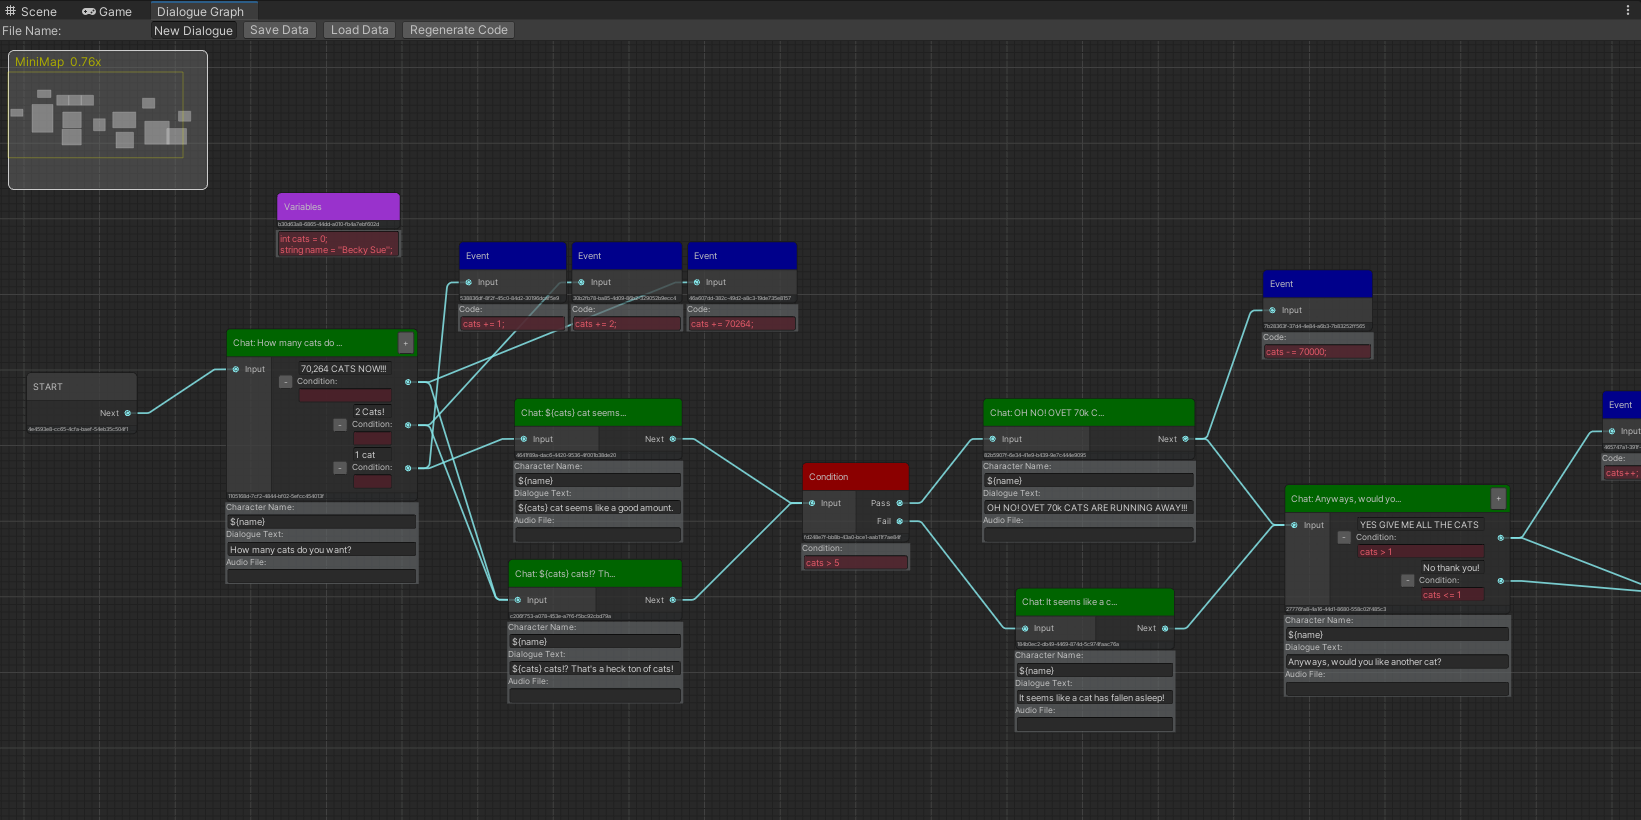 Scene
Game
Dialogue Graph
File Name:
New Dialogue
Save Data
Load Data
Regenerate Code
MiniMap 0.76x
Variables
int cats = 0;
string name = "Becky Sue";
Event
Input
Code:
cats += 1;
Event
Input
Code:
cats += 2;
Event
Input
Code:
cats += 70264;
START
Next
Chat: How many cats do ...
+
Input
70,264 CATS NOW!!!
-
Condition:
2 Cats!
-
Condition:
1 cat
-
Condition:
Character Name:
${name}
Dialogue Text:
How many cats do you want?
Audio File:
Chat: ${cats} cat seems...
Input
Next
Character Name:
${name}
Dialogue Text:
${cats} cat seems like a good amount.
Audio File:
Chat: ${cats} cats!? Th...
Input
Next
Character Name:
${name}
Dialogue Text:
${cats} cats!? That's a heck ton of cats!
Audio File:
Condition
Input
Pass
Fail
Condition:
cats > 5
Chat: OH NO! OVET 70k C...
Input
Next
Character Name:
${name}
Dialogue Text:
OH NO! OVET 70k CATS ARE RUNNING AWAY!!!
Audio File:
Chat: It seems like a c...
Input
Next
Character Name:
${name}
Dialogue Text:
It seems like a cat has fallen asleep!
Audio File:
Event
Input
Code:
cats -= 70000;
Chat: Anyways, would yo...
+
Input
YES GIVE ME ALL THE CATS
-
Condition:
cats > 1
No thank you!
-
Condition:
cats <= 1
Character Name:
${name}
Dialogue Text:
Anyways, would you like another cat?
Audio File:
Event
Input
Code:
cats++;